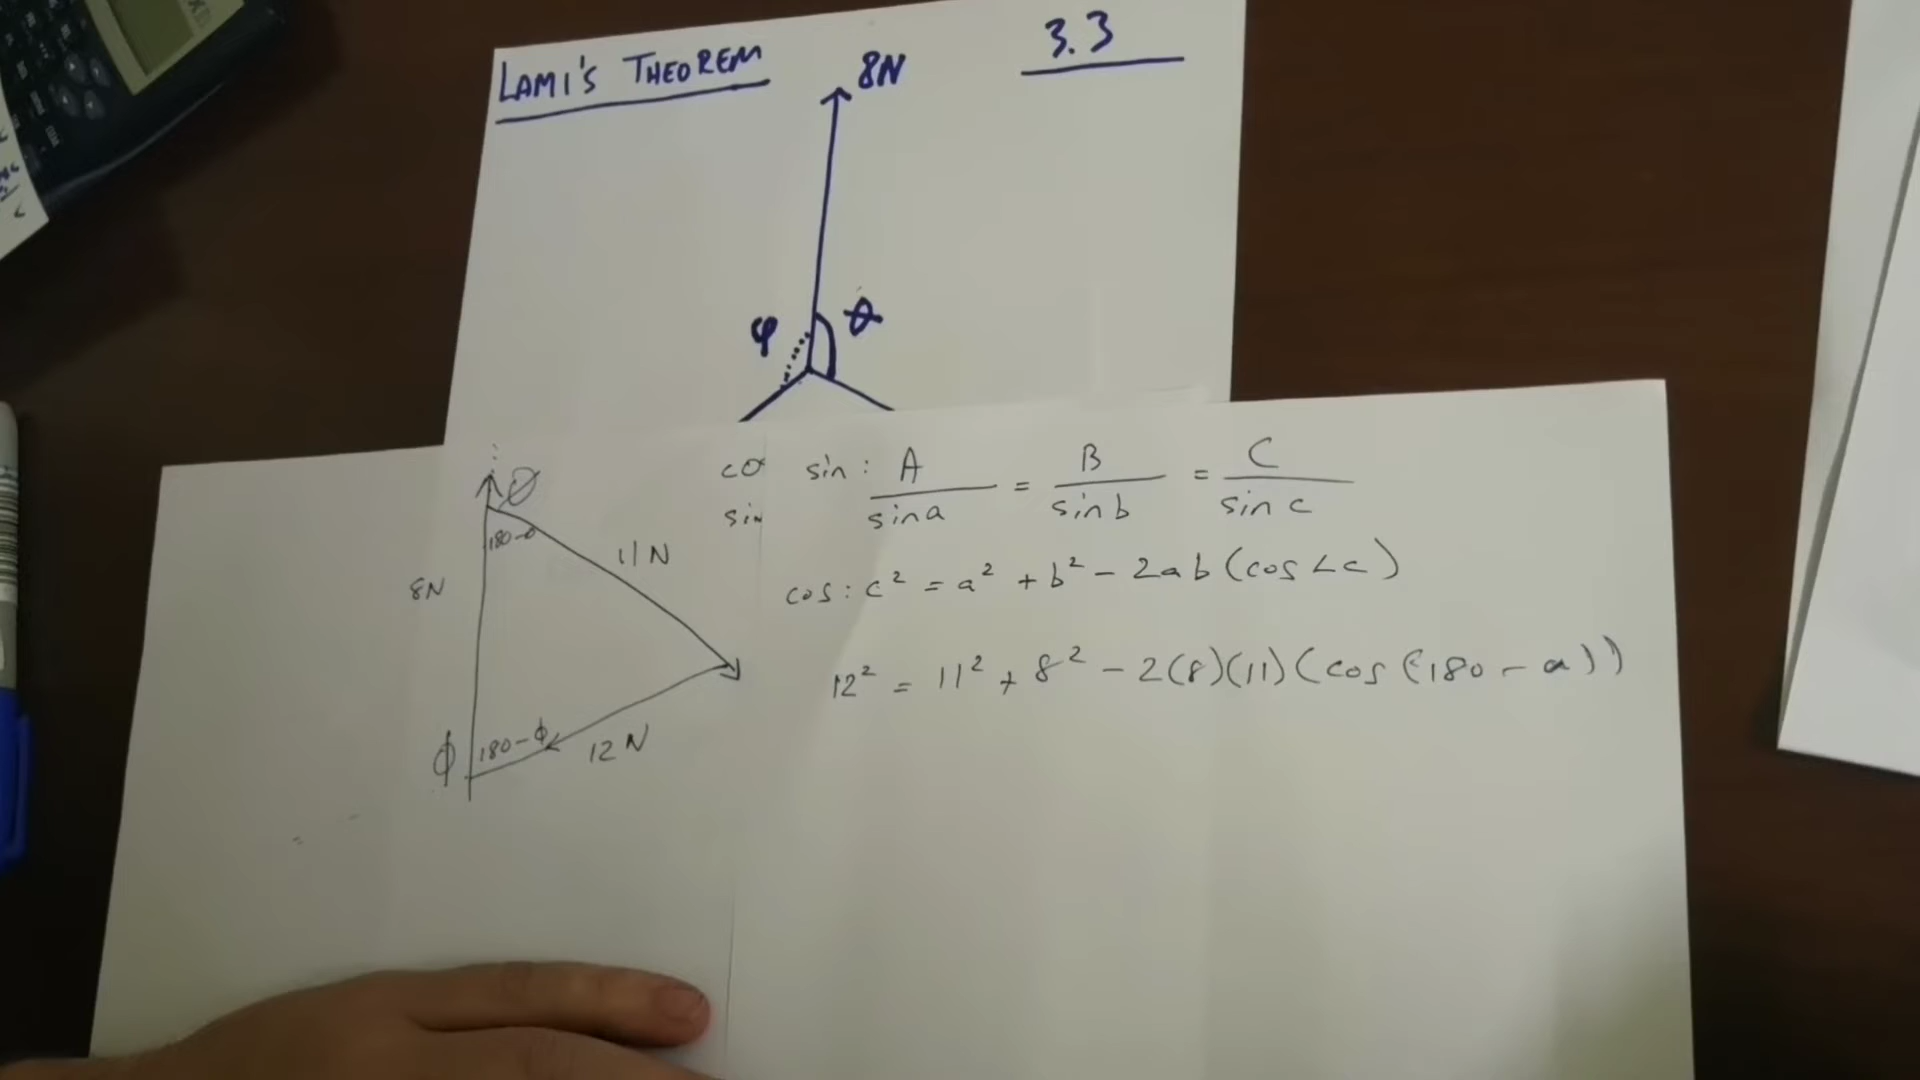 LAMI'S THEOREM
3.3
8N
φ θ
θ
180-θ
11N
8N
180-ϕ
ϕ
12N
sin: A/sin a = B/sin b = C/sin c
sin
cos: c² = a² + b² - 2ab(cos∠c)
12² = 11² + 8² - 2(8)(11)(cos(180-a))